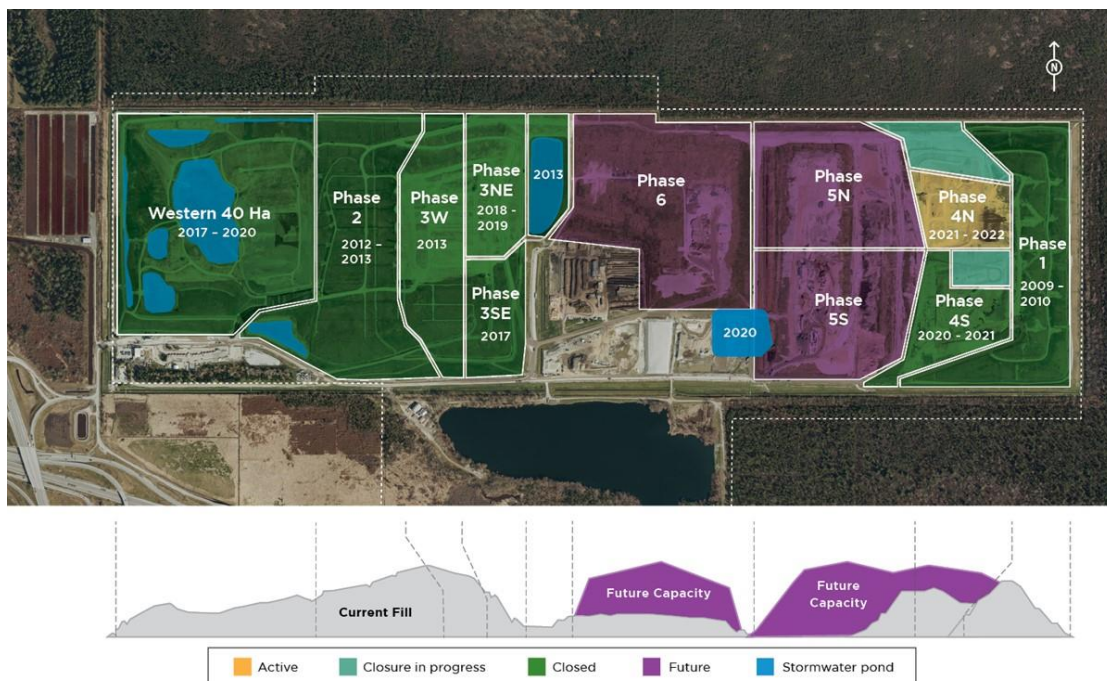 N
Western 40 Ha
2017 – 2020
Phase
2
2012 –
2013
Phase
3W
2013
Phase
3NE
2018 -
2019
2013
Phase
3SE
2017
Phase
6
2020
Phase
5N
Phase
5S
Phase
4N
2021 - 2022
Phase
4S
2020 - 2021
Phase
1
2009 -
2010
Current Fill
Future Capacity
Future
Capacity
Active
Closure in progress
Closed
Future
Stormwater pond